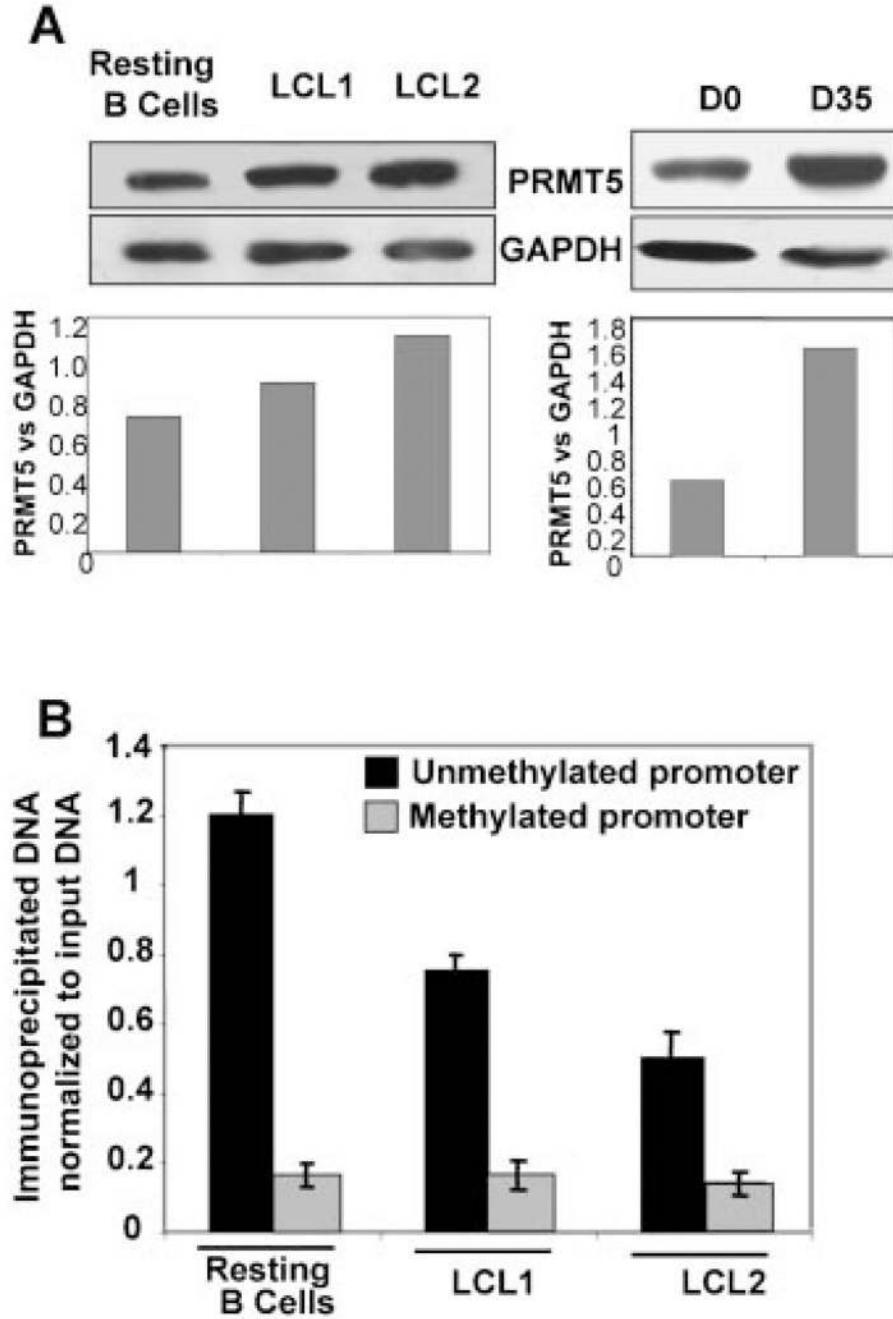 A
Resting
B Cells
LCL1
LCL2
D0
D35
PRMT5
GAPDH
PRMT5 vs GAPDH
1.2
1.0
0.8
0.6
0.4
0.2
0
PRMT5 vs GAPDH
1.8
1.6
1.4
1.2
1
0.8
0.6
0.4
0.2
0
B
Immunoprecipitated DNA
normalized to input DNA
1.4
1.2
1
0.8
0.6
0.4
0.2
0
Unmethylated promoter
Methylated promoter
Resting
B Cells
LCL1
LCL2